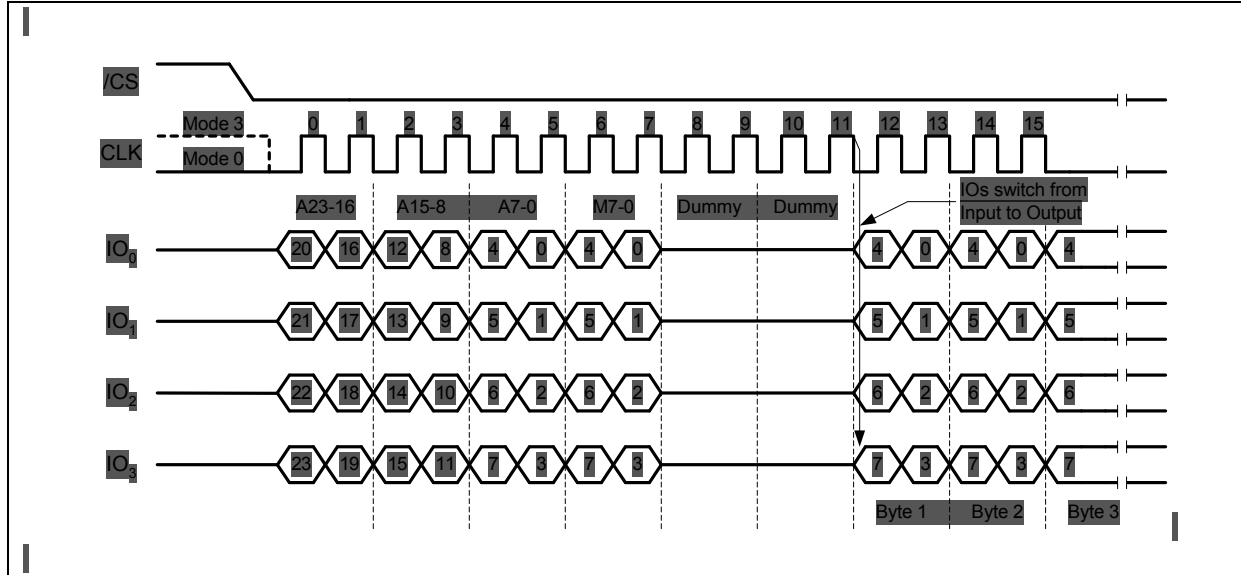 /CS
Mode 3
0 1 2 3 4 5 6 7 8 9 10 11 12 13 14 15
CLK
Mode 0
IOs switch from
Input to Output
A23-16 A15-8 A7-0 M7-0 Dummy Dummy
IO0 20 16 12 8 4 0 4 0 4 0 4 0 4
IO1 21 17 13 9 5 1 5 1 5 1 5 1 5
IO2 22 18 14 10 6 2 6 2 6 2 6 2 6
IO3 23 19 15 11 7 3 7 3 7 3 7 3 7
Byte 1 Byte 2 Byte 3